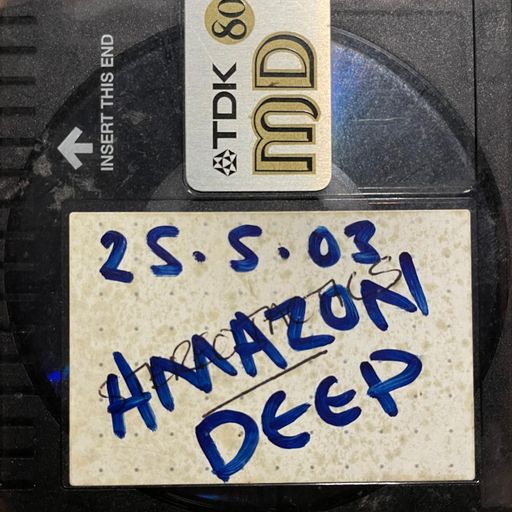 INSERT THIS END
TDK 80
MD
25.5.03
AMAZON
DEEP